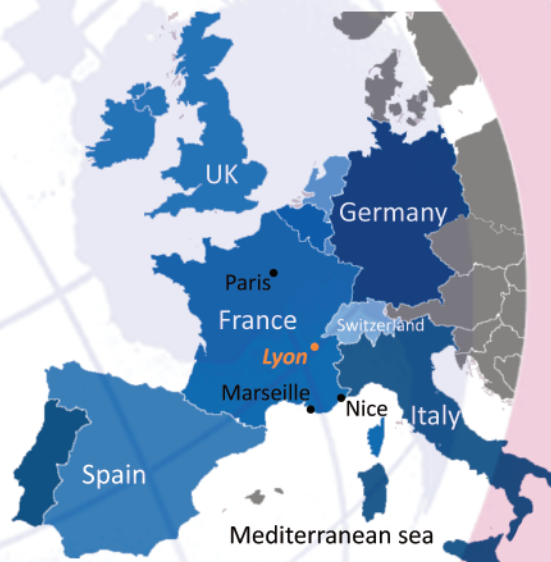 UK
Germany
Paris
France
Switzerland
Lyon
Marseille
Nice
Italy
Spain
Mediterranean sea